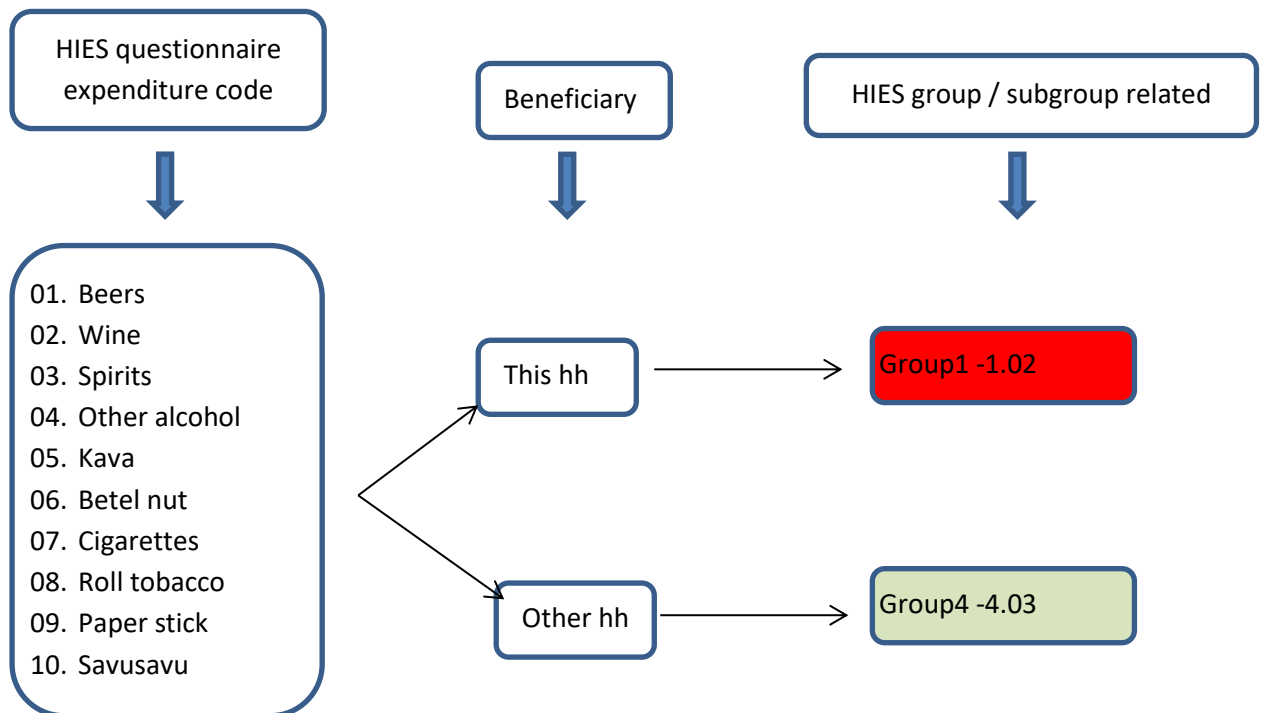 HIES questionnaire
expenditure code
Beneficiary
HIES group / subgroup related
01. Beers
02. Wine
03. Spirits
04. Other alcohol
05. Kava
06. Betel nut
07. Cigarettes
08. Roll tobacco
09. Paper stick
10. Savusavu
This hh
Group1 -1.02
Other hh
Group4 -4.03